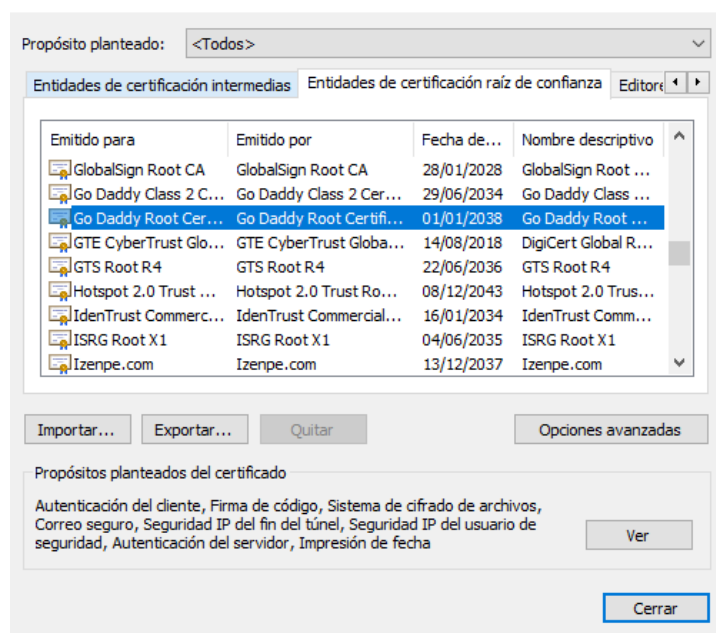 Propósito planteado: <Todos>
Entidades de certificación intermedias Entidades de certificación raíz de confianza Editore
Emitido para Emitido por Fecha de... Nombre descriptivo
GlobalSign Root CA GlobalSign Root CA 28/01/2028 GlobalSign Root ...
Go Daddy Class 2 C... Go Daddy Class 2 Cer... 29/06/2034 Go Daddy Class ...
Go Daddy Root Cer... Go Daddy Root Certifi... 01/01/2038 Go Daddy Root ...
GTE CyberTrust Glo... GTE CyberTrust Globa... 14/08/2018 DigiCert Global R...
GTS Root R4 GTS Root R4 22/06/2036 GTS Root R4
Hotspot 2.0 Trust ... Hotspot 2.0 Trust Ro... 08/12/2043 Hotspot 2.0 Trus...
IdenTrust Commerc... IdenTrust Commercial... 16/01/2034 IdenTrust Comm...
ISRG Root X1 ISRG Root X1 04/06/2035 ISRG Root X1
Izenpe.com Izenpe.com 13/12/2037 Izenpe.com
Importar... Exportar... Quitar Opciones avanzadas
Propósitos planteados del certificado
Autenticación del cliente, Firma de código, Sistema de cifrado de archivos,
Correo seguro, Seguridad IP del fin del túnel, Seguridad IP del usuario de
seguridad, Autenticación del servidor, Impresión de fecha
Ver
Cerrar